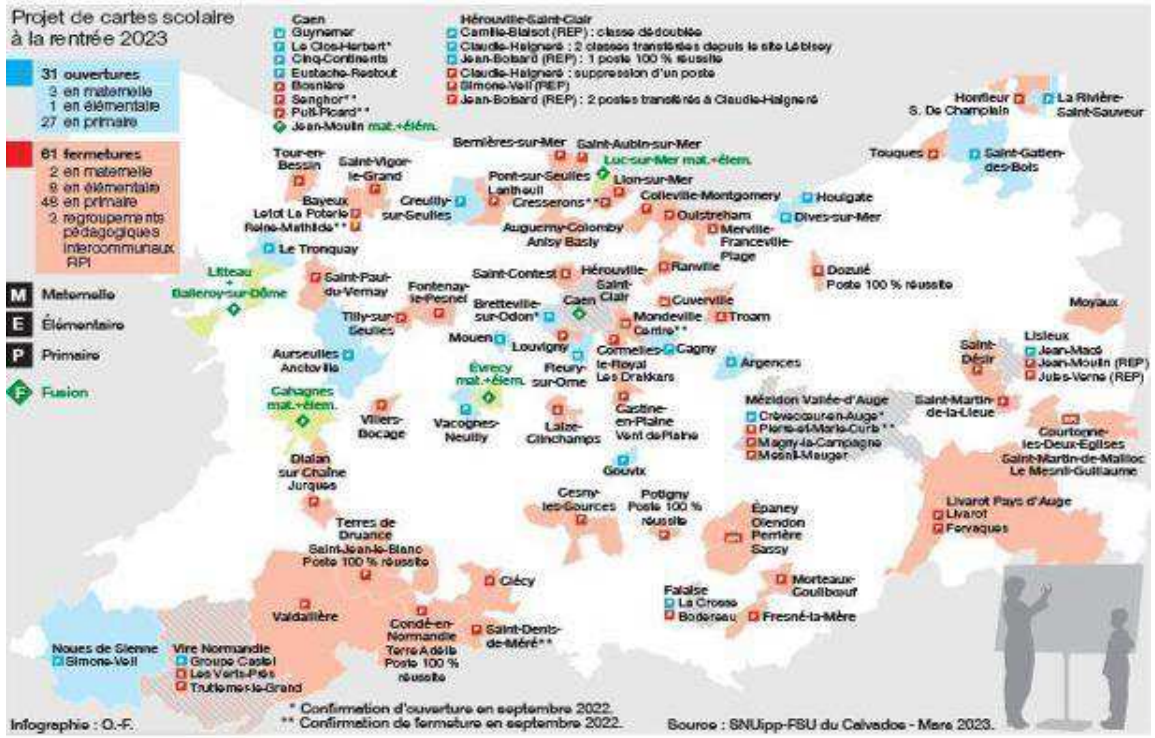 Projet de cartes scolaire
à la rentrée 2023
31 ouvertures
3 en maternelle
1 en élémentaire
27 en primaire
61 fermetures
2 en maternelle
8 en élémentaire
48 en primaire
3 regroupements
pédagogiques
intercommunaux
RPI
M Maternelle
E Élémentaire
P Primaire
F Fusion
Caen
Guynemer
Le Clos-Herbert*
Cinq-Continents
Eustache-Restout
Bosnière
Senghor**
Puit-Picard**
Jean-Moulin mat.+élém.
Hérouville-Saint-Clair
Camille-Blaisot (REP) : classe dédoublée
Claudie-Haigneré : 2 classes transférées depuis le site Lébisey
Jean-Boisard (REP) : 1 poste 100 % réussite
Claudie-Haigneré : suppression d'un poste
Simone-Veil (REP)
Jean-Boisard (REP) : 2 postes transférés à Claudie-Haigneré
Honfleur
S. De Champlain
La Rivière-
Saint-Sauveur
Touques
Saint-Gatien-
des-Bois
Bernières-sur-Mer
Saint-Aubin-sur-Mer
Luc-sur-Mer mat.+élém.
Tour-en-
Bessin
Saint-Vigor-
le-Grand
Pont-sur-Seulles
Lantheuil
Lion-sur-Mer
Cresserons**
Colleville-Montgomery
Houlgate
Bayeux
Letot La Poterie
Reine-Mathilde**
Creully-
sur-Seulles
Ouistreham
Dives-sur-Mer
Anguerny-Colomby
Anisy Basly
Merville-
Franceville-
Plage
Le Tronquay
Litteau
+
Balleroy-sur-Dôme
Saint-Paul-
du-Vernay
Saint-Contest
Hérouville-
Saint-
Clair
Ranville
Dozulé
Poste 100 % réussite
Fontenay-
le-Pesnel
Bretteville-
sur-Odon*
Caen
Cuverville
Moyaux
Tilly-sur-
Seulles
Mondeville
Centre**
Troarn
Mouen
Louvigny
Cormelles-
le-Royal
Les Drakkars
Cagny
Argences
Saint-
Désir
Lisieux
Jean-Macé
Jean-Moulin (REP)
Jules-Verne (REP)
Aurseulles
Anctoville
Évrecy
mat.+élém.
Fleury-
sur-Orne
Cahagnes
mat.+élém.
Mézidon Vallée-d'Auge
Crèvecœur-en-Auge*
Pierre-et-Marie-Curie**
Magny-la-Campagne
Mesnil-Mauger
Saint-Martin-
de-la-Lieue
Villers-
Bocage
Vacognes-
Neuilly
Laize-
Clinchamps
Castine-
en-Plaine
Vent de Plaine
Courtonne-
les-Deux-Eglises
Saint-Martin-de-Mailloc
Le Mesnil-Guillaume
Dialan
sur Chaîne
Jurques
Gouvix
Cesny-
les-Sources
Potigny
Poste 100 %
réussite
Épaney
Olendon
Perrière
Sassy
Livarot Pays d'Auge
Livarot
Fervaques
Terres de
Druance
Saint-Jean-le-Blanc
Poste 100 % réussite
Clécy
Morteaux-
Coulibœuf
Falaise
La Crosse
Bodereau
Fresné-la-Mère
Valdallière
Condé-en-
Normandie
Terre Adélie
Poste 100 %
réussite
Saint-Denis-
de-Méré**
Noues de Sienne
Simone-Veil
Vire Normandie
Groupe Castel
Les Verts-Prés
Truttemer-le-Grand
* Confirmation d'ouverture en septembre 2022.
** Confirmation de fermeture en septembre 2022.
Infographie : O.-F.
Source : SNUipp-FSU du Calvados - Mars 2023.